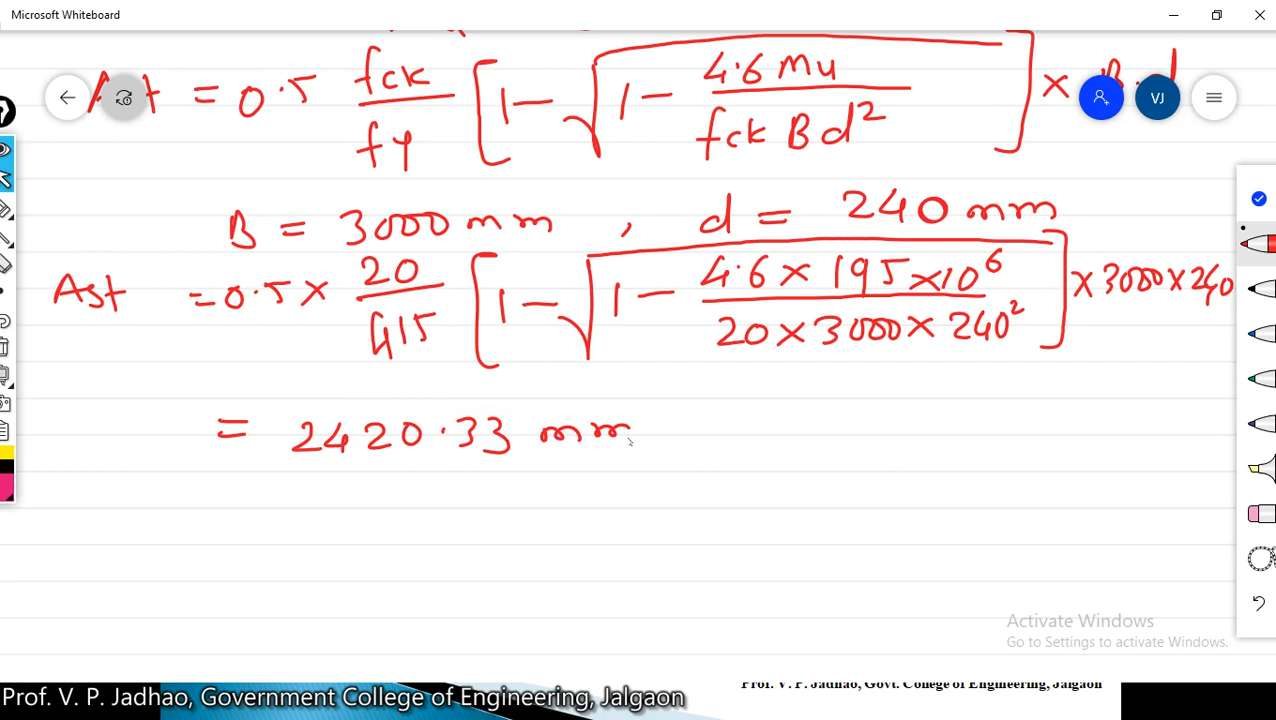 Microsoft Whiteboard
Ast = 0.5 fck/fy [1 - √(1 - 4.6 Mu / fck B d²)] × B.d
VJ
B = 3000 mm , d = 240 mm
Ast = 0.5 × 20/415 [1 - √(1 - 4.6 × 195 × 10⁶ / 20 × 3000 × 240²)] × 3000 × 240
= 2420.33 mm
Activate Windows
Go to Settings to activate Windows.
Prof. V. P. Jadhao, Govt. College of Engineering, Jalgaon
Prof. V. P. Jadhao, Government College of Engineering, Jalgaon